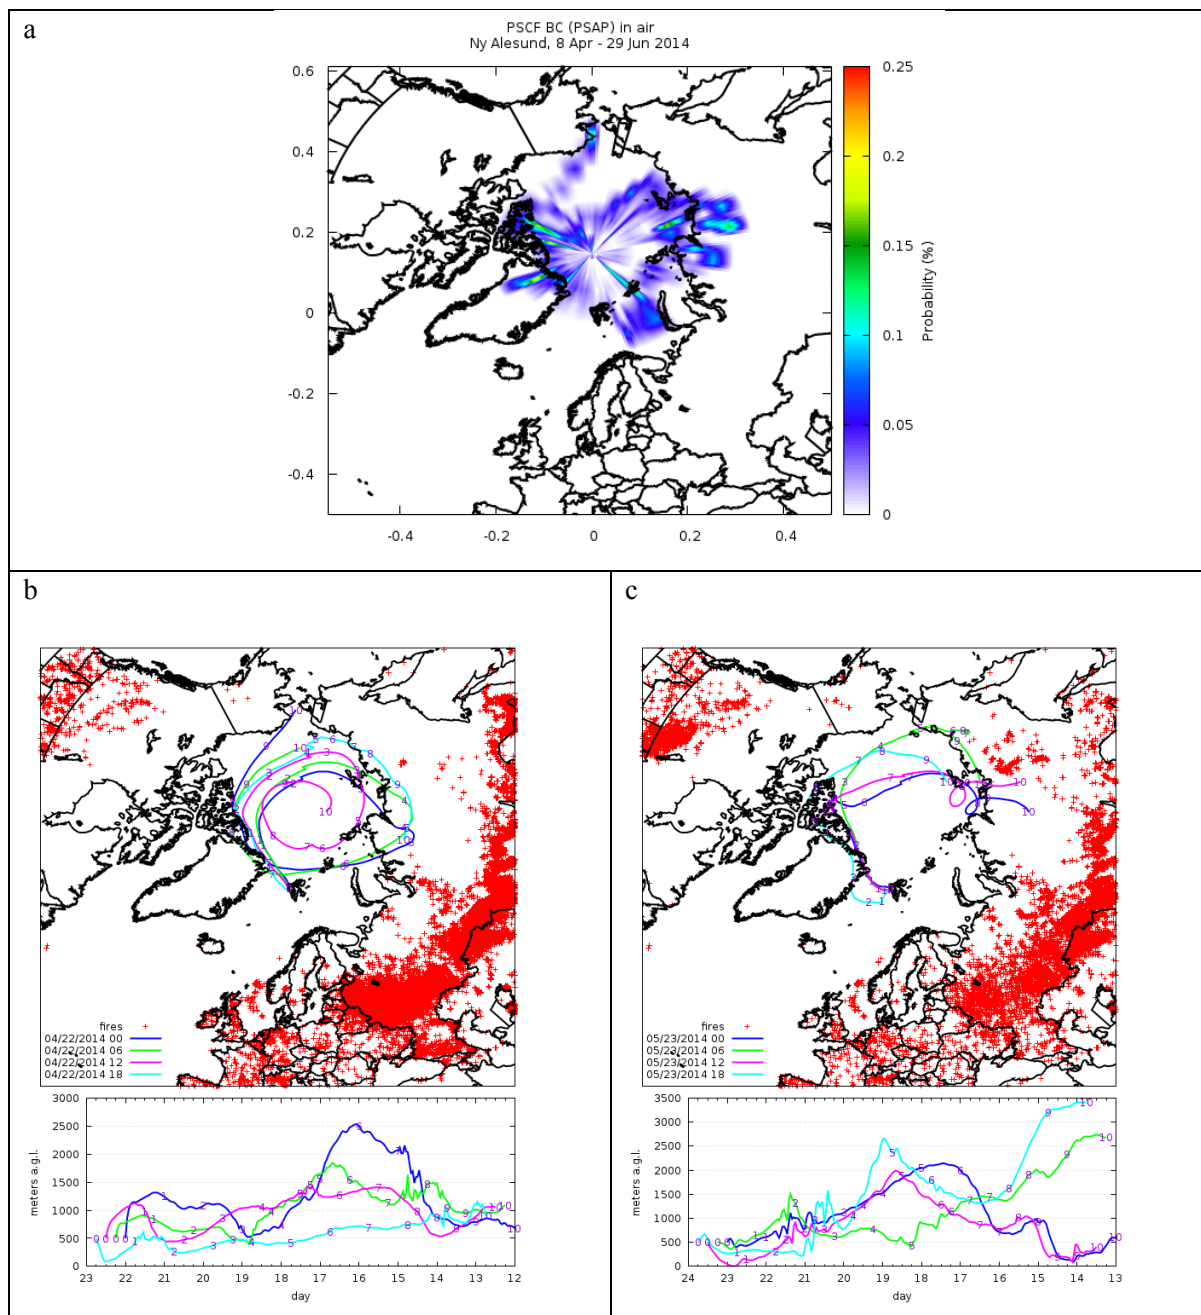 a
PSCF BC (PSAP) in air
Ny Alesund, 8 Apr - 29 Jun 2014
0.6
0.4
0.2
0
-0.2
-0.4
-0.4 -0.2 0 0.2 0.4
0.25
0.2
0.15
0.1
0.05
0
Probability (%)
b
fires
04/22/2014 00
04/22/2014 06
04/22/2014 12
04/22/2014 18
3000
2500
2000
1500
1000
500
0
meters a.g.l.
23 22 21 20 19 18 17 16 15 14 13 12
day
c
fires
05/23/2014 00
05/23/2014 06
05/23/2014 12
05/23/2014 18
3500
3000
2500
2000
1500
1000
500
0
meters a.g.l.
24 23 22 21 20 19 18 17 16 15 14 13
day